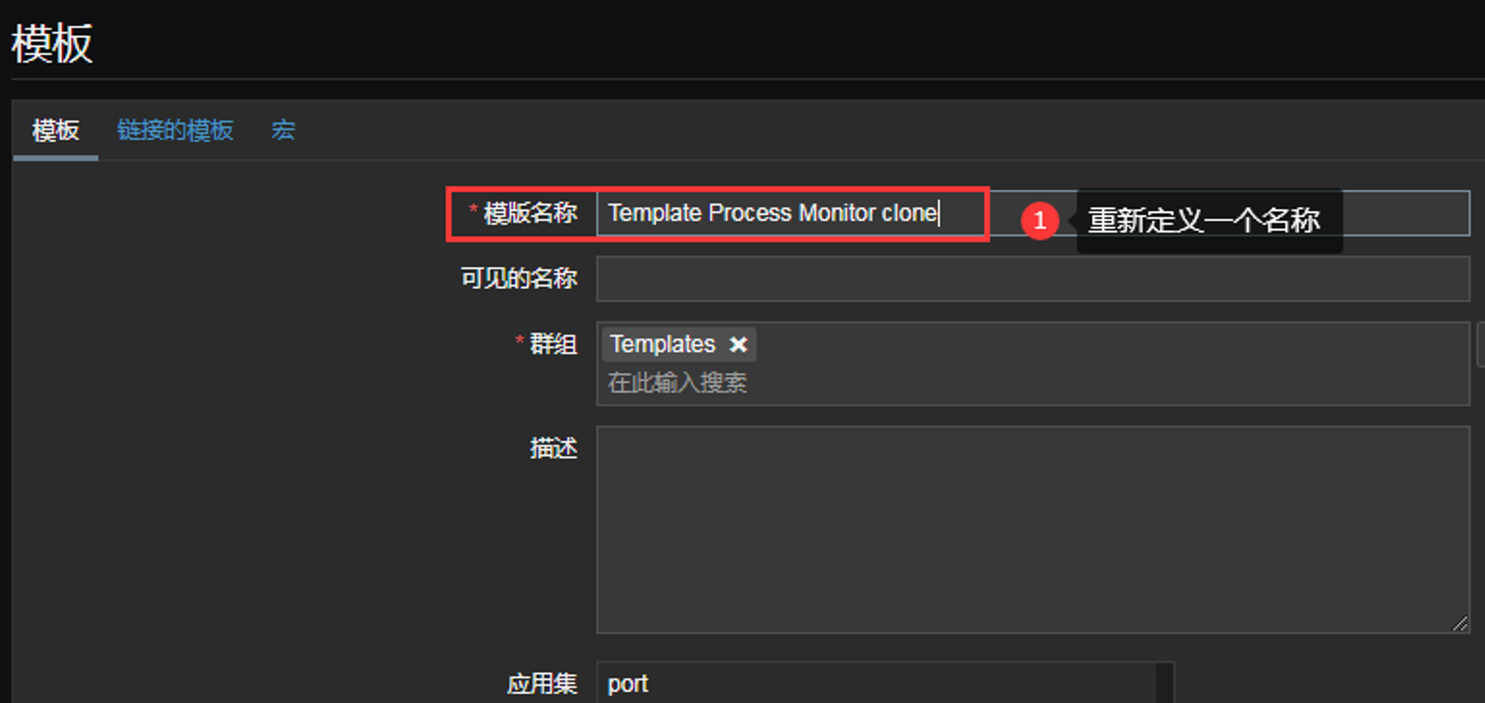 模板
模板 链接的模板 宏
* 模版名称 Template Process Monitor clone 1 重新定义一个名称
可见的名称
* 群组 Templates ✖
在此输入搜索
描述
应用集 port